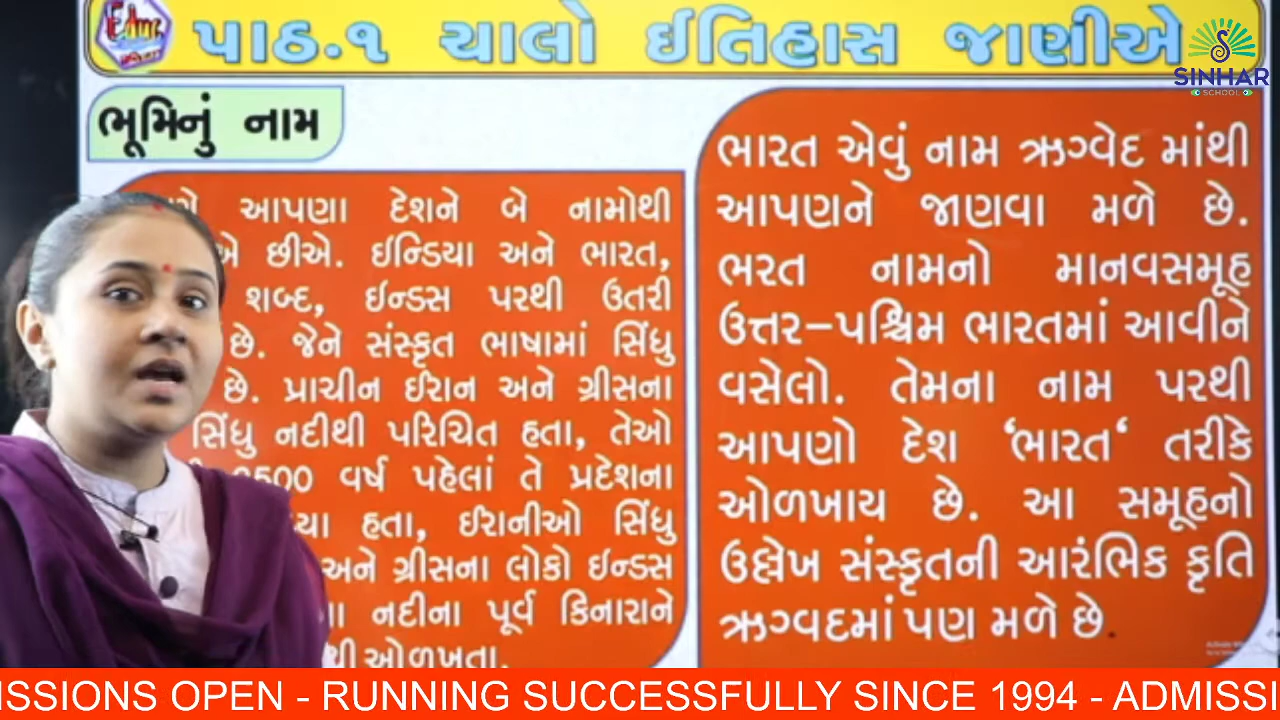 પાઠ.૧ ચાલો ઈતિહાસ જાણીએ
SINHAR
SCHOOL
ભૂમિનું નામ
આપણા દેશને બે નામોથી
છીએ. ઈન્ડિયા અને ભારત,
શબ્દ, ઈન્ડસ પરથી ઉતરી
છે. જેને સંસ્કૃત ભાષામાં સિંધુ
છે. પ્રાચીન ઈરાન અને ગ્રીસના
સિંધુ નદીથી પરિચિત હતા, તેઓ
વર્ષ પહેલાં તે પ્રદેશના
હતા, ઈરાનીઓ સિંધુ
અને ગ્રીસના લોકો ઈન્ડસ
નદીના પૂર્વ કિનારાને
ઓળખતા.
ભારત એવું નામ ઋગ્વેદ માંથી
આપણને જાણવા મળે છે.
ભરત નામનો માનવસમૂહ
ઉત્તર-પશ્ચિમ ભારતમાં આવીને
વસેલો. તેમના નામ પરથી
આપણો દેશ ‘ભારત‘ તરીકે
ઓળખાય છે. આ સમૂહનો
ઉલ્લેખ સંસ્કૃતની આરંભિક કૃતિ
ઋગ્વદમાં પણ મળે છે.
ISSIONS OPEN - RUNNING SUCCESSFULLY SINCE 1994 - ADMISSI